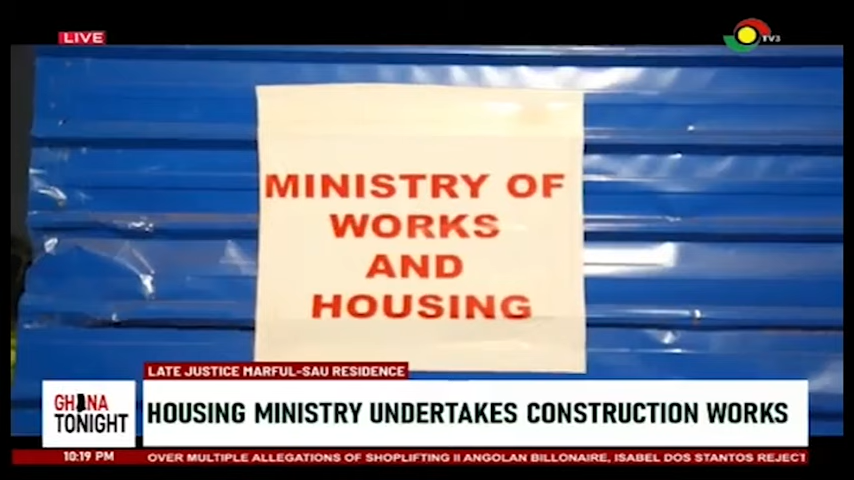 LIVE
TV3
MINISTRY OF
WORKS
AND
HOUSING
LATE JUSTICE MARFUL-SAU RESIDENCE
GHANA
TONIGHT
HOUSING MINISTRY UNDERTAKES CONSTRUCTION WORKS
10:19 PM
OVER MULTIPLE ALLEGATIONS OF SHOPLIFTING II ANGOLAN BILLONAIRE, ISABEL DOS STANTOS REJECT